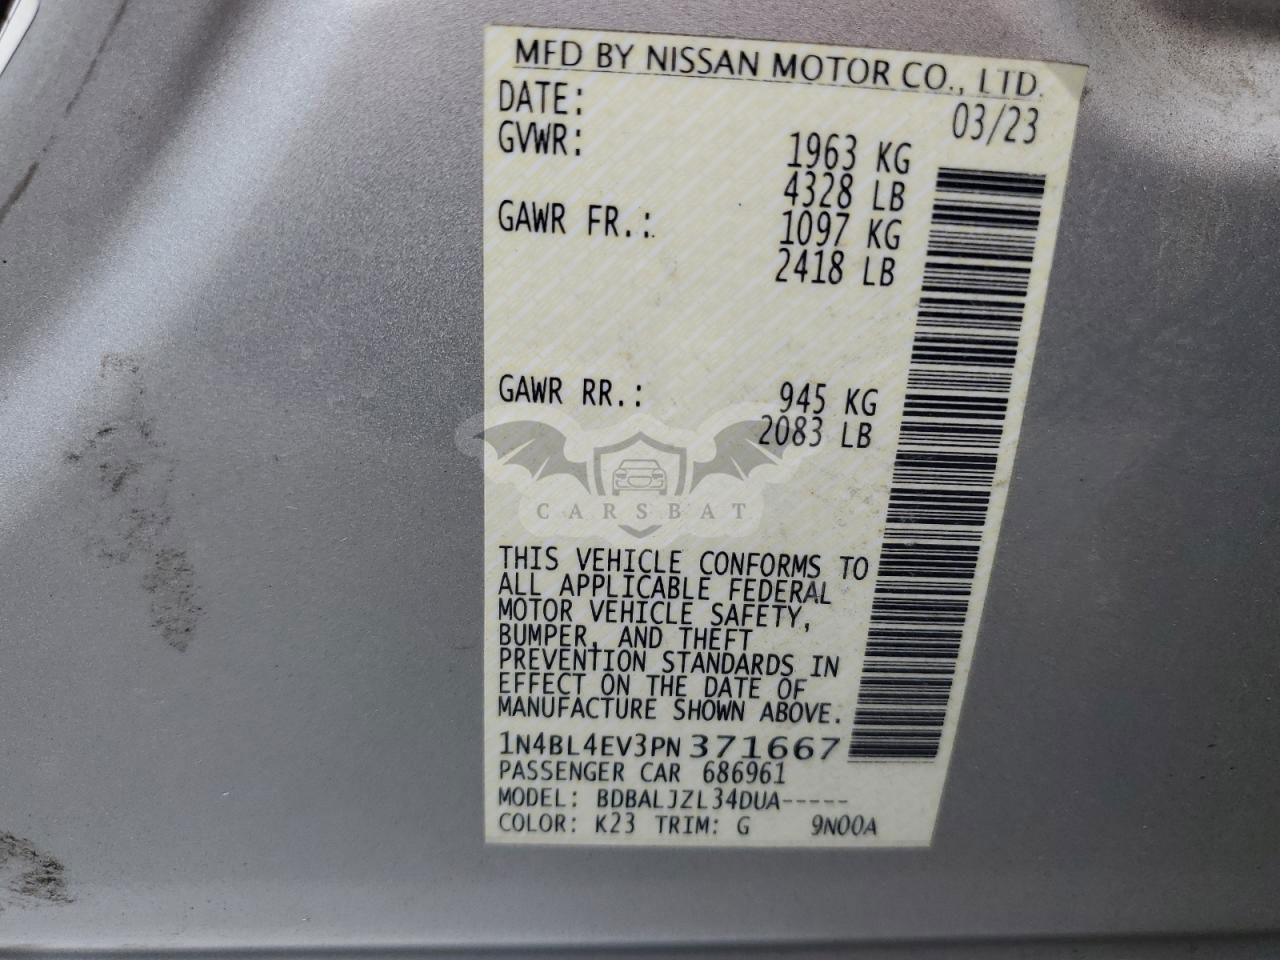 MFD BY NISSAN MOTOR CO., LTD.
DATE: 03/23
GVWR: 1963 KG
4328 LB
GAWR FR.: 1097 KG
2418 LB
GAWR RR.: 945 KG
2083 LB
CARSBAT
THIS VEHICLE CONFORMS TO
ALL APPLICABLE FEDERAL
MOTOR VEHICLE SAFETY,
BUMPER, AND THEFT
PREVENTION STANDARDS IN
EFFECT ON THE DATE OF
MANUFACTURE SHOWN ABOVE.
1N4BL4EV3PN371667
PASSENGER CAR 686961
MODEL: BDBALJZL34DUA-----
COLOR: K23 TRIM: G 9N00A